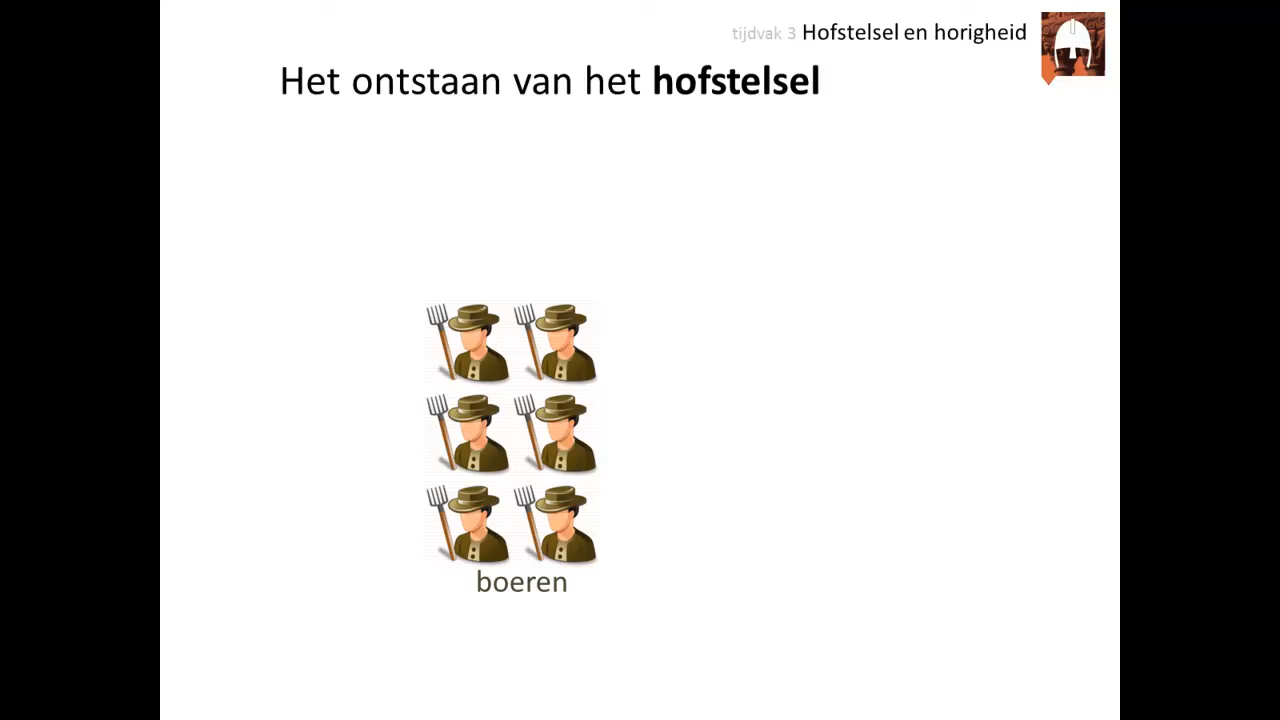 tijdvak 3 Hofstelsel en horigheid
Het ontstaan van het hofstelsel
boeren